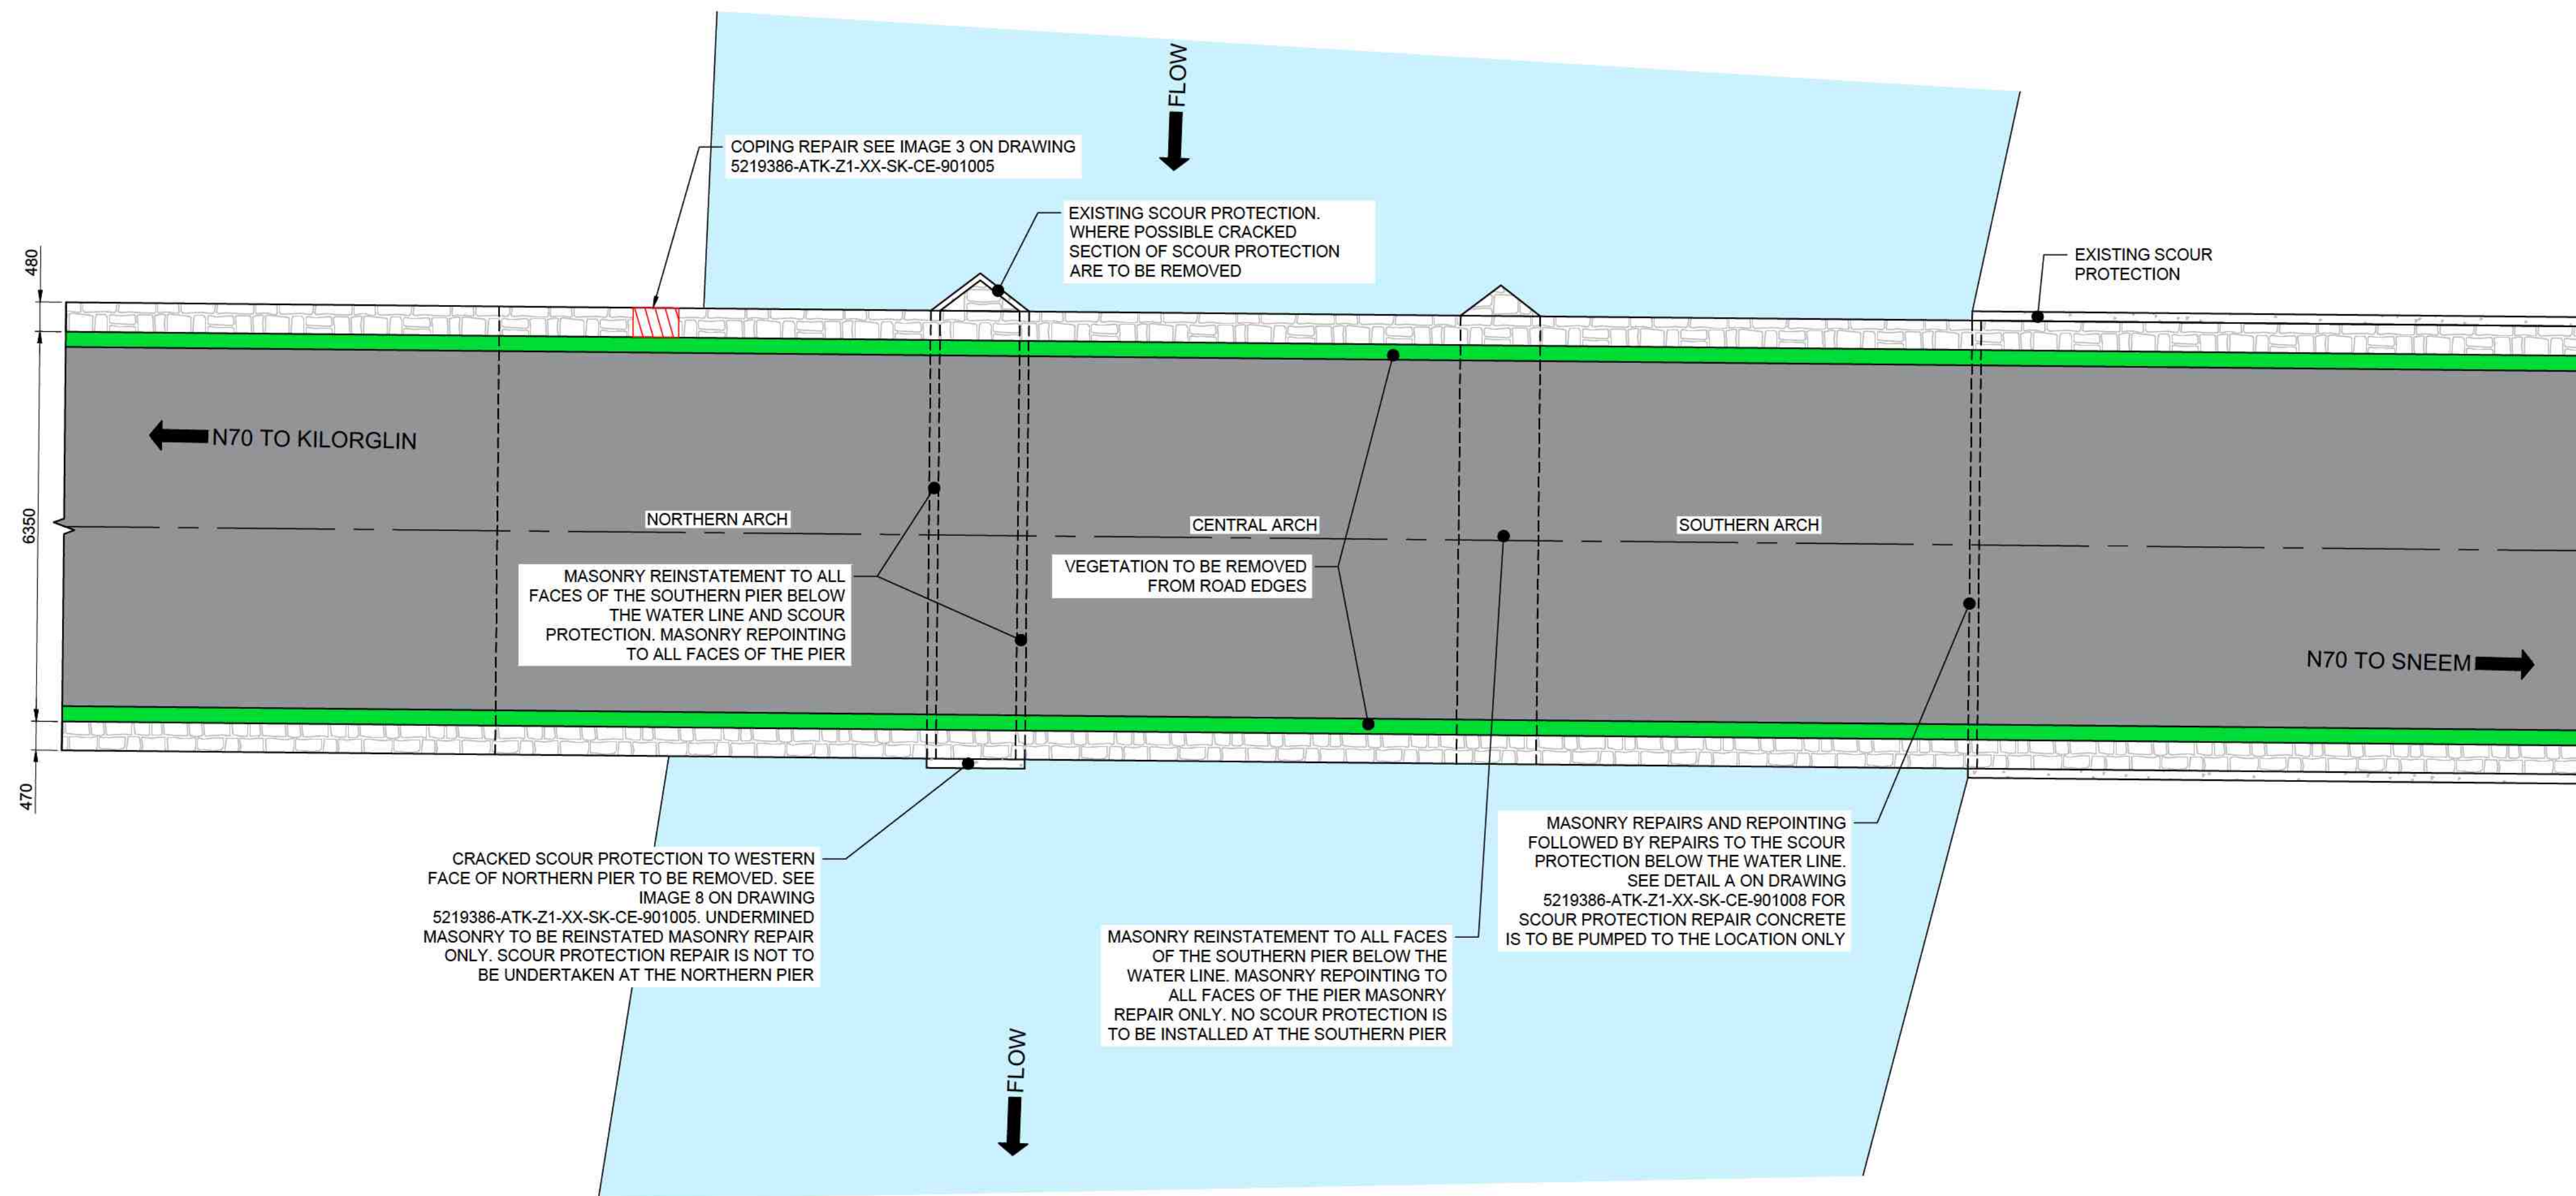 FLOW
COPING REPAIR SEE IMAGE 3 ON DRAWING
5219386-ATK-Z1-XX-SK-CE-901005
EXISTING SCOUR PROTECTION.
WHERE POSSIBLE CRACKED
SECTION OF SCOUR PROTECTION
ARE TO BE REMOVED
EXISTING SCOUR
PROTECTION
480
N70 TO KILORGLIN
6350
NORTHERN ARCH
CENTRAL ARCH
SOUTHERN ARCH
MASONRY REINSTATEMENT TO ALL
FACES OF THE SOUTHERN PIER BELOW
THE WATER LINE AND SCOUR
PROTECTION. MASONRY REPOINTING
TO ALL FACES OF THE PIER
VEGETATION TO BE REMOVED
FROM ROAD EDGES
N70 TO SNEEM
470
CRACKED SCOUR PROTECTION TO WESTERN
FACE OF NORTHERN PIER TO BE REMOVED. SEE
IMAGE 8 ON DRAWING
5219386-ATK-Z1-XX-SK-CE-901005. UNDERMINED
MASONRY TO BE REINSTATED MASONRY REPAIR
ONLY. SCOUR PROTECTION REPAIR IS NOT TO
BE UNDERTAKEN AT THE NORTHERN PIER
MASONRY REINSTATEMENT TO ALL FACES
OF THE SOUTHERN PIER BELOW THE
WATER LINE. MASONRY REPOINTING TO
ALL FACES OF THE PIER MASONRY
REPAIR ONLY. NO SCOUR PROTECTION IS
TO BE INSTALLED AT THE SOUTHERN PIER
MASONRY REPAIRS AND REPOINTING
FOLLOWED BY REPAIRS TO THE SCOUR
PROTECTION BELOW THE WATER LINE.
SEE DETAIL A ON DRAWING
5219386-ATK-Z1-XX-SK-CE-901008 FOR
SCOUR PROTECTION REPAIR CONCRETE
IS TO BE PUMPED TO THE LOCATION ONLY
FLOW